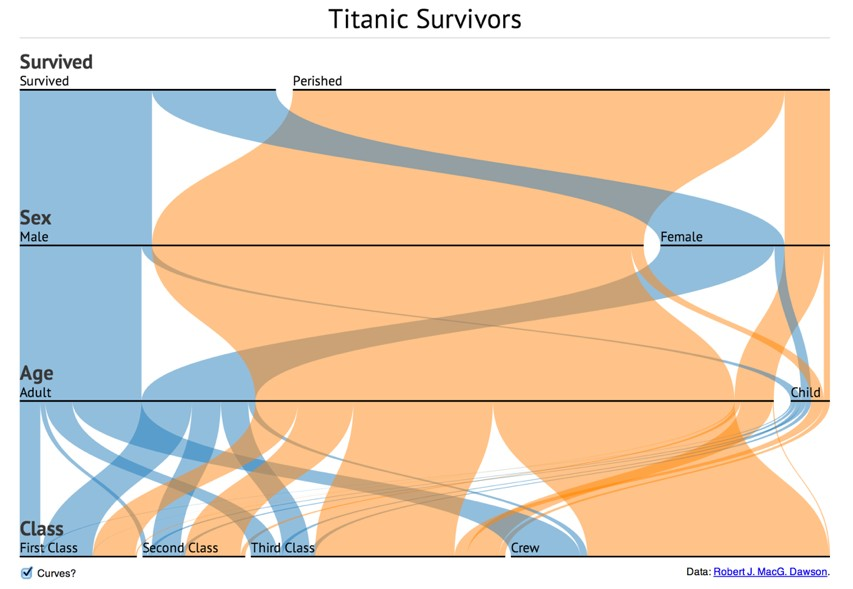 Titanic Survivors
Survived
Survived Perished
Sex
Male Female
Age
Adult Child
Class
First Class Second Class Third Class Crew
Curves? Data: Robert J. MacG. Dawson.